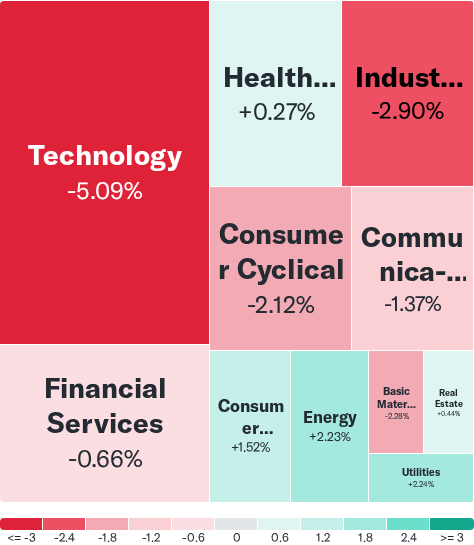 Technology
-5.09%
Health...
+0.27%
Indust...
-2.90%
Consume
r Cyclical
-2.12%
Commu
nica-...
-1.37%
Financial
Services
-0.66%
Consum
er...
+1.52%
Energy
+2.23%
Basic
Mater...
-2.28%
Real
Estate
+0.44%
Utilities
+2.24%
<= -3 -2.4 -1.8 -1.2 -0.6 0 0.6 1.2 1.8 2.4 >= 3